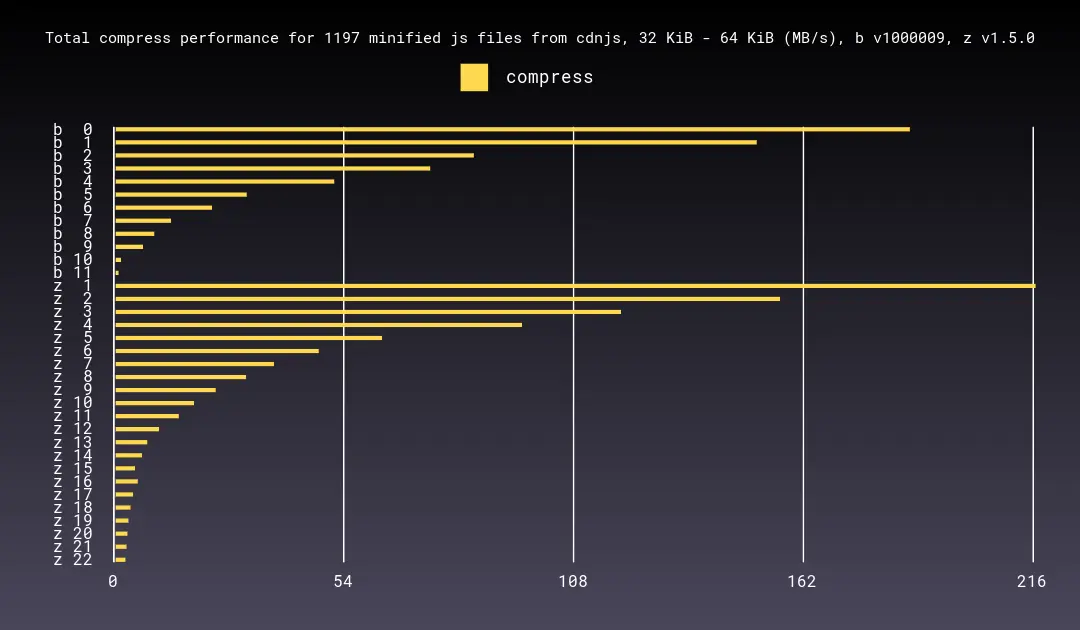 Total compress performance for 1197 minified js files from cdnjs, 32 KiB - 64 KiB (MB/s), b v1000009, z v1.5.0
compress
b 0
b 1
b 2
b 3
b 4
b 5
b 6
b 7
b 8
b 9
b 10
b 11
z 1
z 2
z 3
z 4
z 5
z 6
z 7
z 8
z 9
z 10
z 11
z 12
z 13
z 14
z 15
z 16
z 17
z 18
z 19
z 20
z 21
z 22
0 54 108 162 216